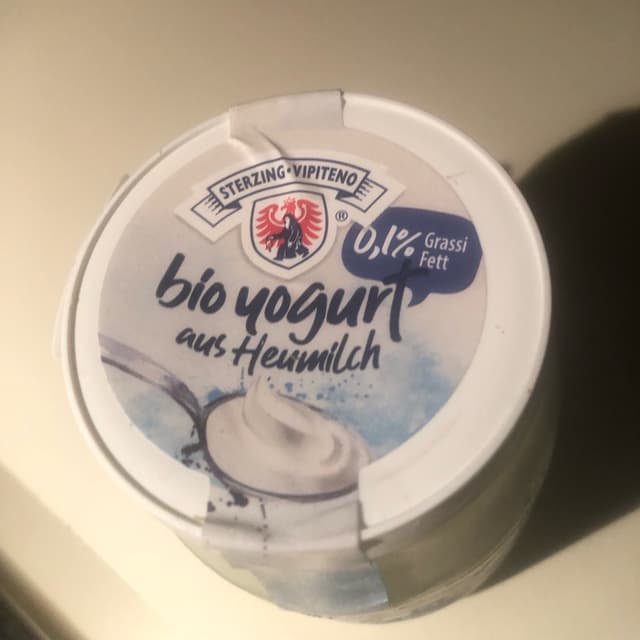 STERZING·VIPITENO
®
0,1% Grassi
Fett
bio yogurt
aus Heumilch